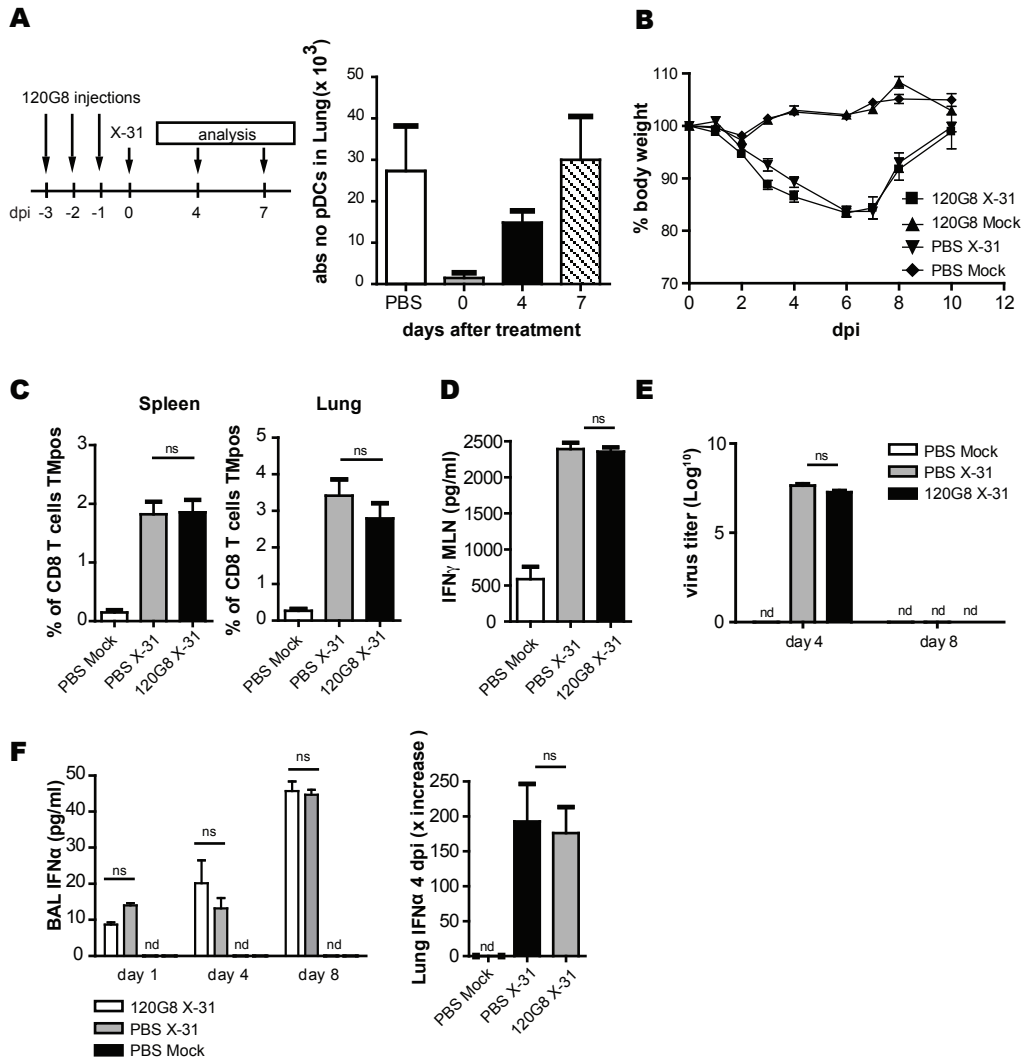 A
120G8 injections
X-31
analysis
dpi -3 -2 -1 0 4 7
abs no pDCs in Lung(x 10³)
50
40
30
20
10
0
PBS 0 4 7
days after treatment
B
% body weight
110
100
90
80
70
0 2 4 6 8 10 12
dpi
120G8 X-31
120G8 Mock
PBS X-31
PBS Mock
C
Spleen
% of CD8 T cells TMpos
3
2
1
0
ns
PBS Mock
PBS X-31
120G8 X-31
Lung
% of CD8 T cells TMpos
5
4
3
2
1
0
ns
PBS Mock
PBS X-31
120G8 X-31
D
IFNγ MLN (pg/ml)
2500
2000
1500
1000
500
0
ns
PBS Mock
PBS X-31
120G8 X-31
E
virus titer (Log¹⁰)
10
5
0
ns
nd
nd nd nd
day 4 day 8
PBS Mock
PBS X-31
120G8 X-31
F
BAL IFNα (pg/ml)
50
40
30
20
10
0
ns
ns
ns
nd nd nd
day 1 day 4 day 8
120G8 X-31
PBS X-31
PBS Mock
Lung IFNα 4 dpi (x increase)
250
200
150
100
50
0
ns
nd
PBS Mock
PBS X-31
120G8 X-31